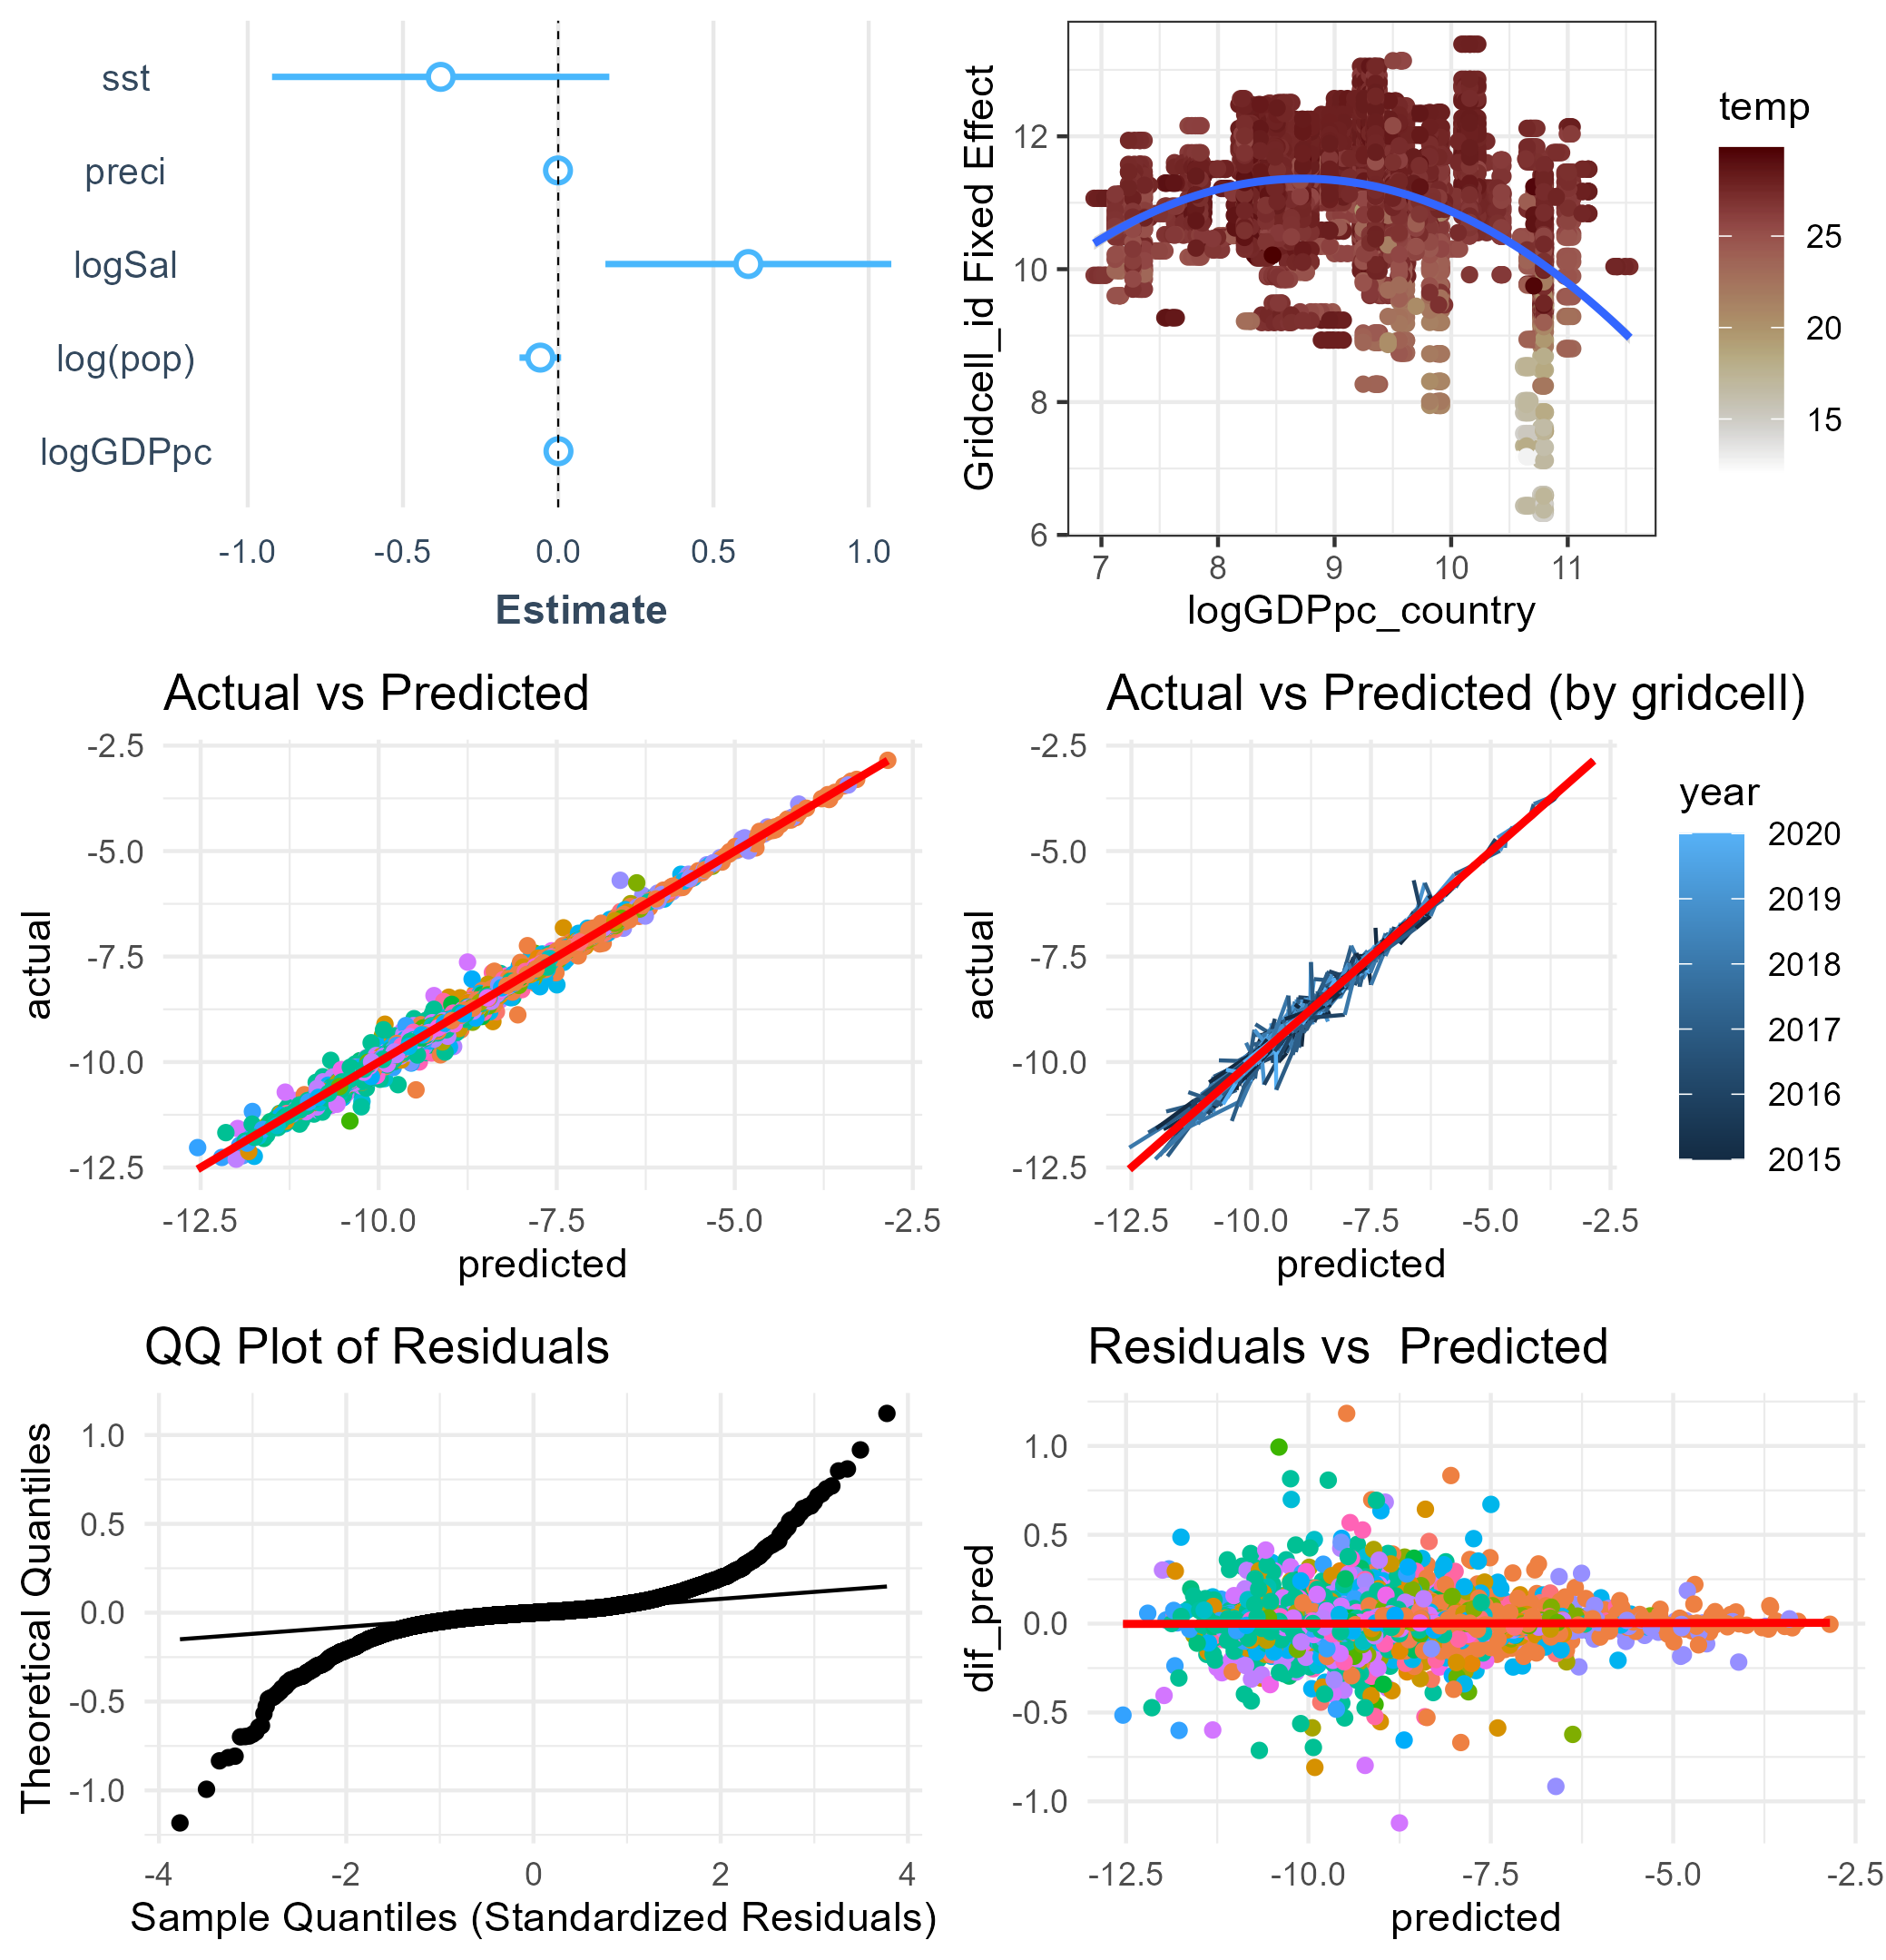 sst
preci
logSal
log(pop)
logGDPpc
-1.0 -0.5 0.0 0.5 1.0
Estimate
Gridcell_id Fixed Effect
12
10
8
6
7 8 9 10 11
logGDPpc_country
temp
25
20
15
Actual vs Predicted
actual
-2.5
-5.0
-7.5
-10.0
-12.5
-12.5 -10.0 -7.5 -5.0 -2.5
predicted
Actual vs Predicted (by gridcell)
actual
-2.5
-5.0
-7.5
-10.0
-12.5
-12.5 -10.0 -7.5 -5.0 -2.5
predicted
year
2020
2019
2018
2017
2016
2015
QQ Plot of Residuals
Theoretical Quantiles
1.0
0.5
0.0
-0.5
-1.0
-4 -2 0 2 4
Sample Quantiles (Standardized Residuals)
Residuals vs  Predicted
dif_pred
1.0
0.5
0.0
-0.5
-1.0
-12.5 -10.0 -7.5 -5.0 -2.5
predicted